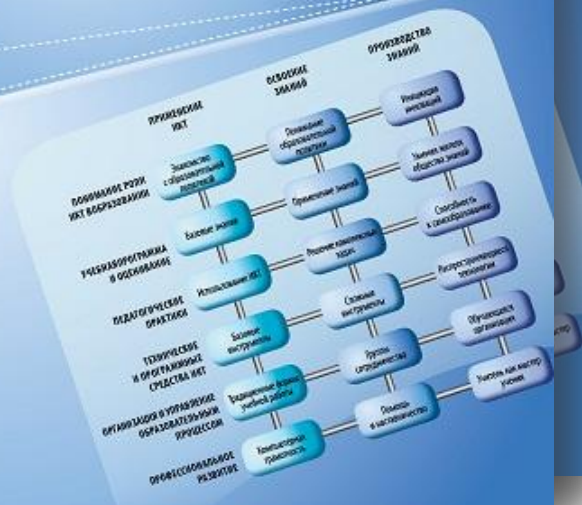 ПРИМЕНЕНИЕ
ИКТ
ОСВОЕНИЕ
ЗНАНИЙ
ПРОИЗВОДСТВО
ЗНАНИЙ
ПОНИМАНИЕ РОЛИ
ИКТ В ОБРАЗОВАНИИ
Знакомство
с образовательной
политикой
Понимание
образовательной
политики
Инициация
инноваций
УЧЕБНАЯ ПРОГРАММА
И ОЦЕНИВАНИЕ
Базовые знания
Применение знаний
Умения жителя
общества знаний
ПЕДАГОГИЧЕСКИЕ
ПРАКТИКИ
Использование ИКТ
Решение комплексных
задач
Способность
к самообразованию
ТЕХНИЧЕСКИЕ
И ПРОГРАММНЫЕ
СРЕДСТВА ИКТ
Базовые
инструменты
Сложные
инструменты
Распространяющиеся
технологии
ОРГАНИЗАЦИЯ И УПРАВЛЕНИЕ
ОБРАЗОВАТЕЛЬНЫМ
ПРОЦЕССОМ
Традиционные формы
учебной работы
Группы
сотрудничества
Обучающаяся
организация
ПРОФЕССИОНАЛЬНОЕ
РАЗВИТИЕ
Компьютерная
грамотность
Помощь
и наставничество
Учитель как мастер
учения